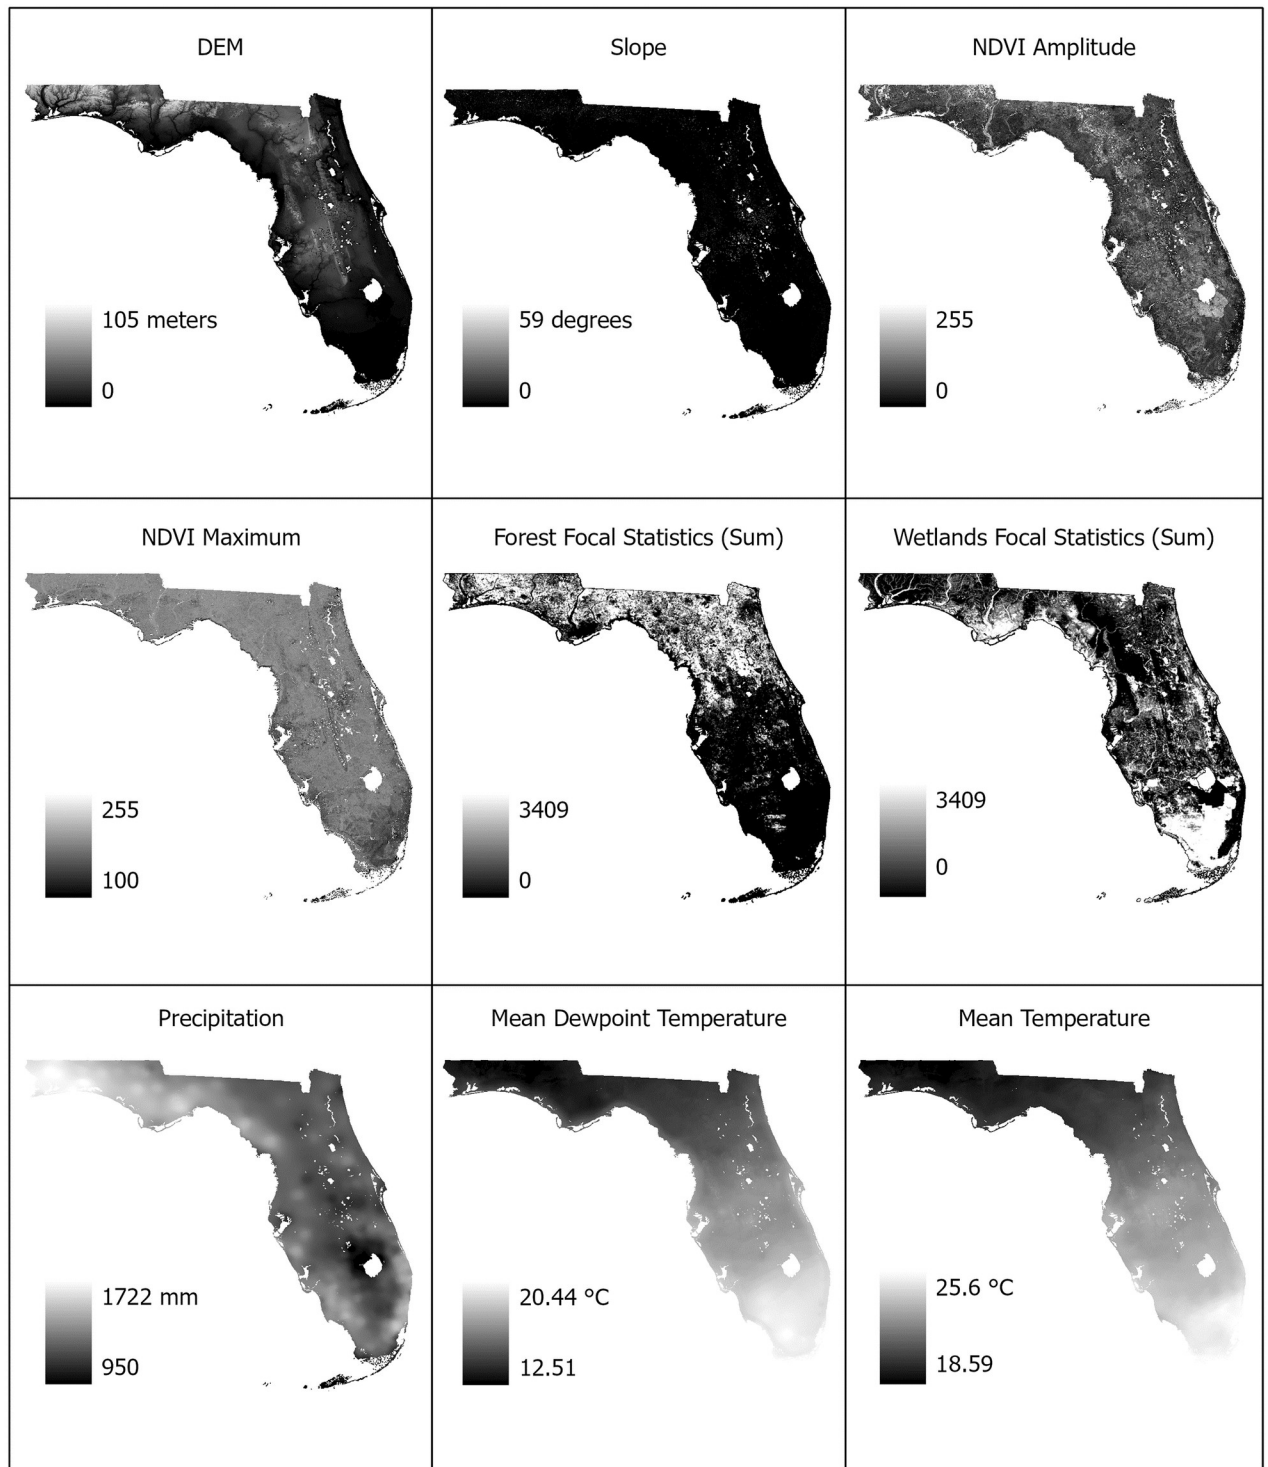 DEM
105 meters
0
Slope
59 degrees
0
NDVI Amplitude
255
0
NDVI Maximum
255
100
Forest Focal Statistics (Sum)
3409
0
Wetlands Focal Statistics (Sum)
3409
0
Precipitation
1722 mm
950
Mean Dewpoint Temperature
20.44 °C
12.51
Mean Temperature
25.6 °C
18.59